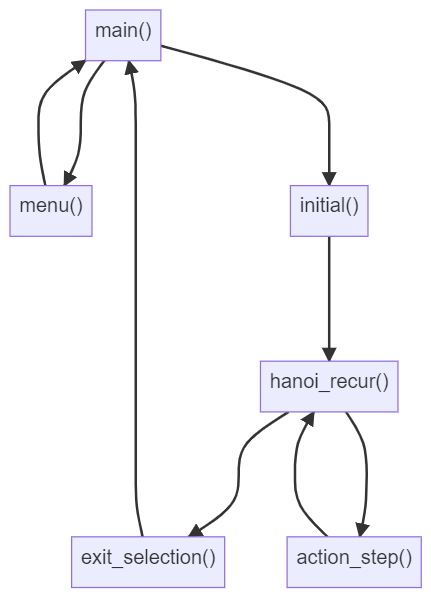 main()
menu()
initial()
hanoi_recur()
exit_selection()
action_step()